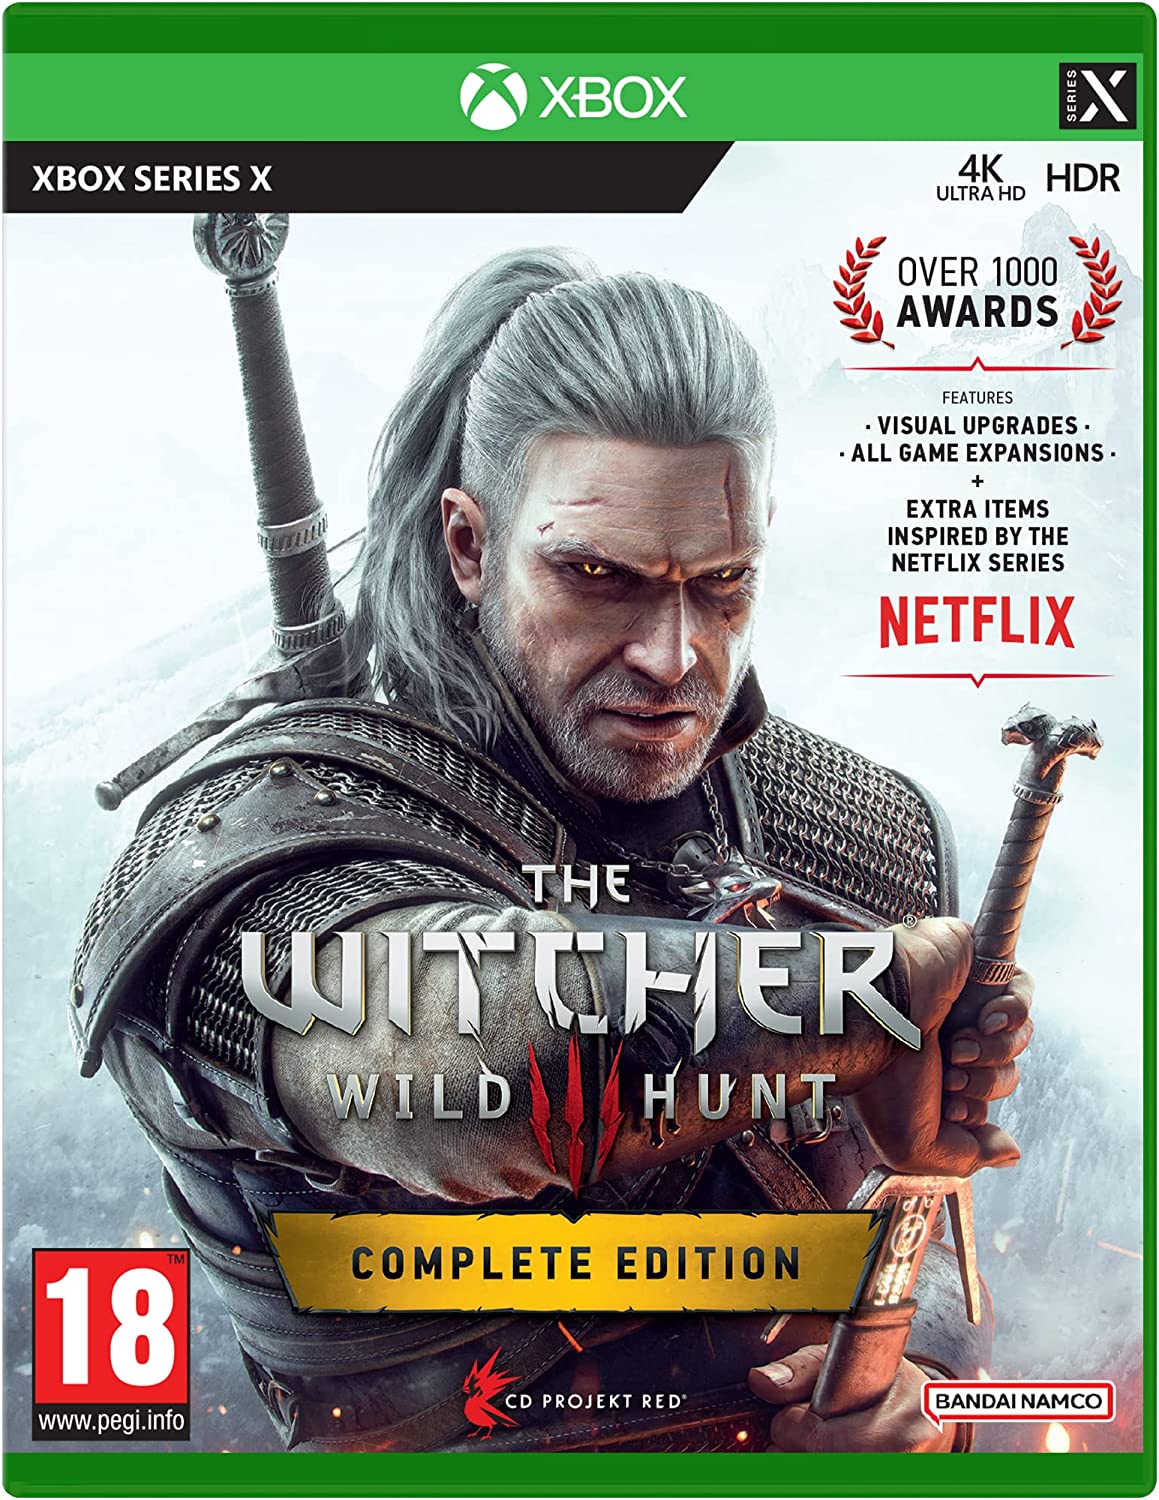 XBOX
SERIES X
XBOX SERIES X
4K
ULTRA HD
HDR
OVER 1000
AWARDS
FEATURES
· VISUAL UPGRADES ·
· ALL GAME EXPANSIONS ·
+
EXTRA ITEMS
INSPIRED BY THE
NETFLIX SERIES
NETFLIX
THE
WITCHER®
WILD III HUNT
COMPLETE EDITION
18™
www.pegi.info
CD PROJEKT RED®
BANDAI NAMCO